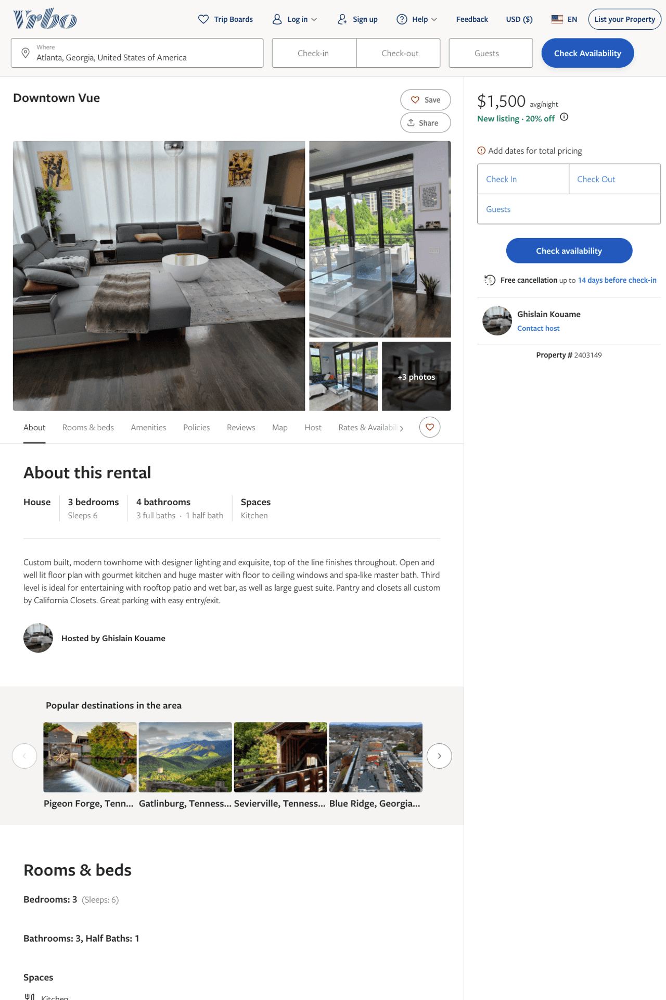 Vrbo
Trip Boards
Log in
Sign up
Help
Feedback
USD ($)
EN
List your Property
Where
Atlanta, Georgia, United States of America
Check-in
Check-out
Guests
Check Availability
Downtown Vue
Save
Share
$1,500 avg/night
New listing · 20% off
Add dates for total pricing
Check In
Check Out
Guests
Check availability
Free cancellation up to 14 days before check-in
Ghislain Kouame
Contact host
Property # 2403149
+3 photos
About
Rooms & beds
Amenities
Policies
Reviews
Map
Host
Rates & Availabili
About this rental
House
3 bedrooms
Sleeps 6
4 bathrooms
3 full baths · 1 half bath
Spaces
Kitchen
Custom built, modern townhome with designer lighting and exquisite, top of the line finishes throughout. Open and
well lit floor plan with gourmet kitchen and huge master with floor to ceiling windows and spa-like master bath. Third
level is ideal for entertaining with rooftop patio and wet bar, as well as large guest suite. Pantry and closets all custom
by California Closets. Great parking with easy entry/exit.
Hosted by Ghislain Kouame
Popular destinations in the area
Pigeon Forge, Tenn...
Gatlinburg, Tenness...
Sevierville, Tenness...
Blue Ridge, Georgia...
Rooms & beds
Bedrooms: 3 (Sleeps: 6)
Bathrooms: 3, Half Baths: 1
Spaces
Kitchen